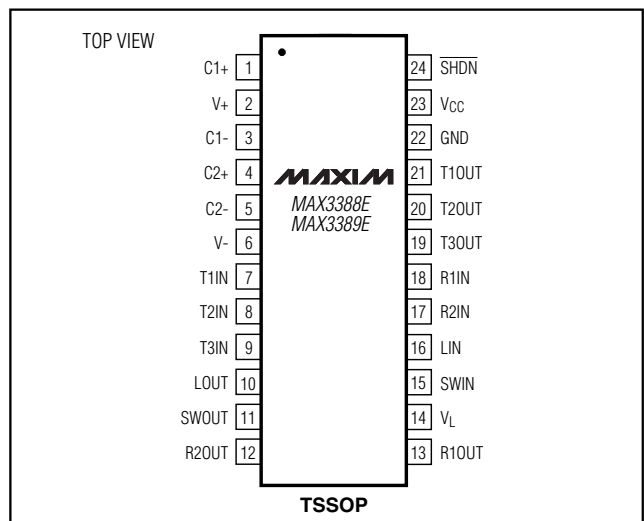 TOP VIEW
C1+ 1
V+ 2
C1- 3
C2+ 4
C2- 5
V- 6
T1IN 7
T2IN 8
T3IN 9
LOUT 10
SWOUT 11
R2OUT 12
MAXIM
MAX3388E
MAX3389E
24 SHDN
23 VCC
22 GND
21 T1OUT
20 T2OUT
19 T3OUT
18 R1IN
17 R2IN
16 LIN
15 SWIN
14 VL
13 R1OUT
TSSOP